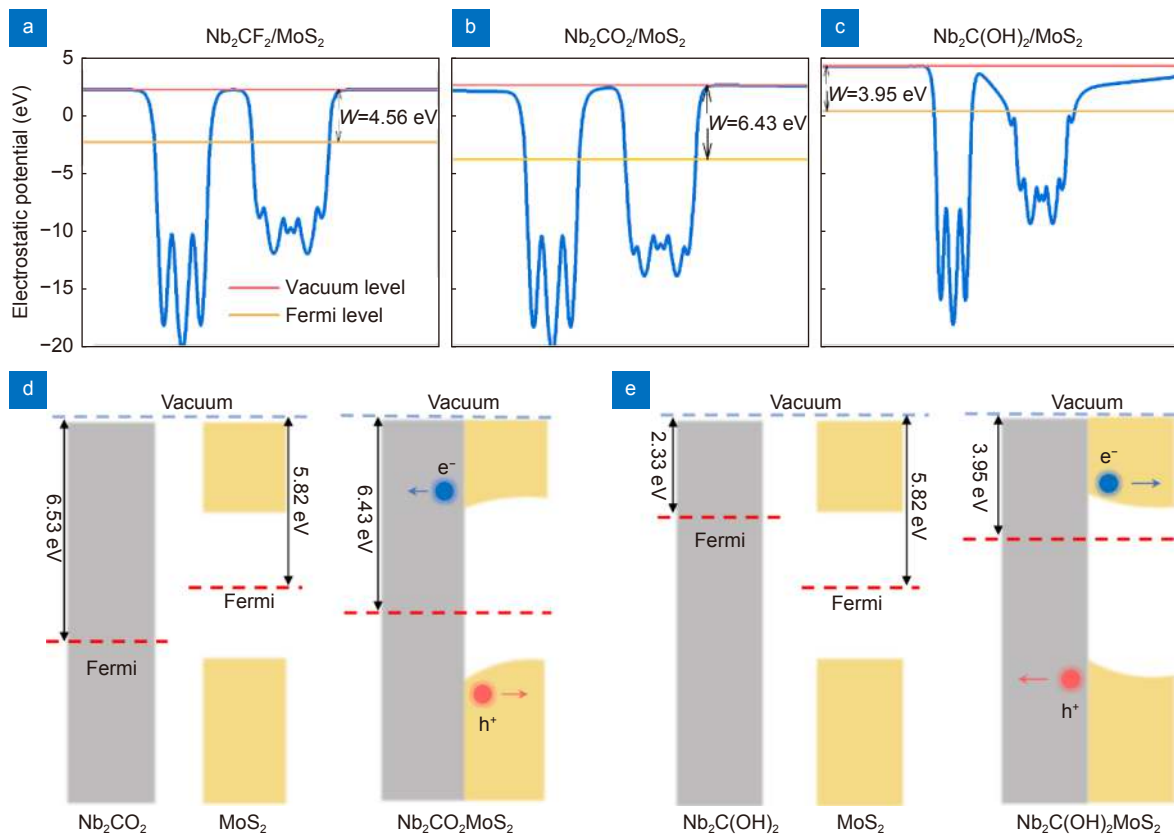 a
Nb₂CF₂/MoS₂
b
Nb₂CO₂/MoS₂
c
Nb₂C(OH)₂/MoS₂
Electrostatic potential (eV)
5
0
−5
−10
−15
−20
W=4.56 eV
Vacuum level
Fermi level
W=6.43 eV
W=3.95 eV
d
Vacuum
6.53 eV
Fermi
5.82 eV
Fermi
Vacuum
6.43 eV
e⁻
h⁺
Nb₂CO₂
MoS₂
Nb₂CO₂MoS₂
e
Vacuum
2.33 eV
Fermi
5.82 eV
Fermi
Vacuum
3.95 eV
e⁻
h⁺
Nb₂C(OH)₂
MoS₂
Nb₂C(OH)₂MoS₂